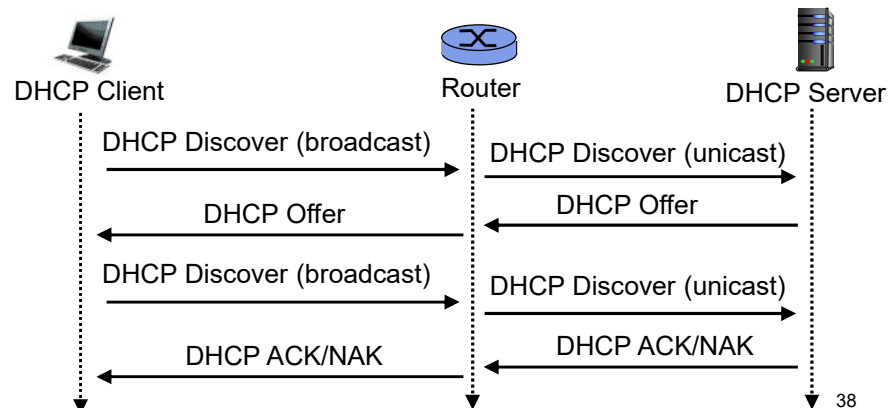 DHCP Client
Router
DHCP Server
DHCP Discover (broadcast)
DHCP Discover (unicast)
DHCP Offer
DHCP Offer
DHCP Discover (broadcast)
DHCP Discover (unicast)
DHCP ACK/NAK
DHCP ACK/NAK
38